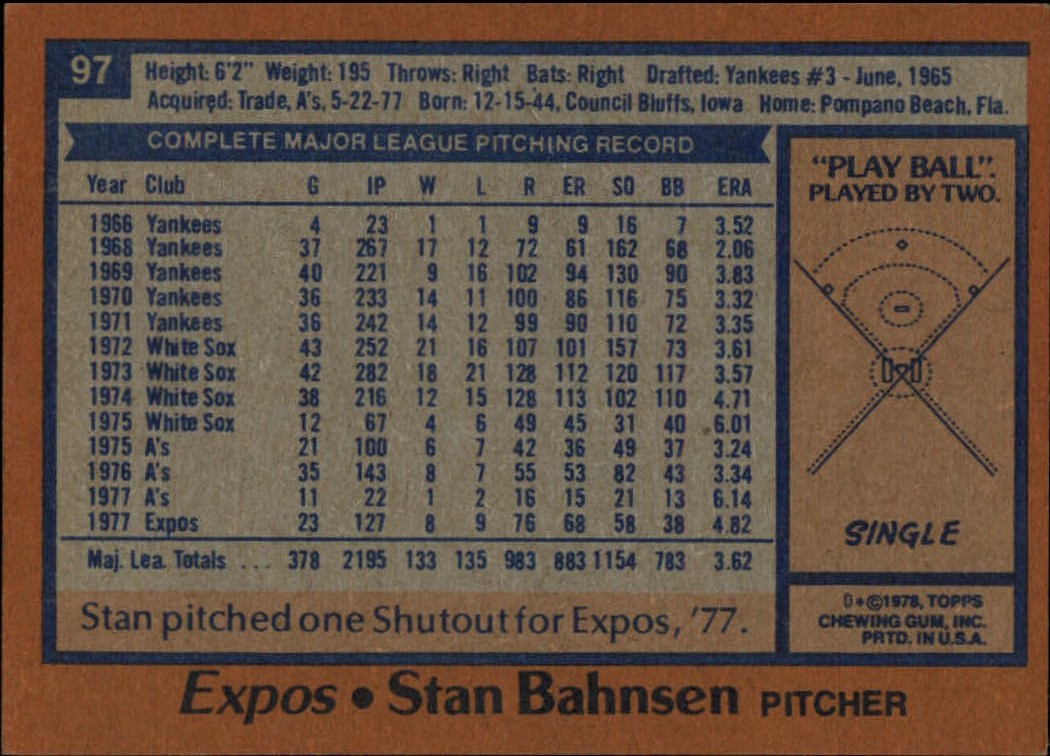 97
Height: 6'2" Weight: 195 Throws: Right Bats: Right Drafted: Yankees #3 - June, 1965
Acquired: Trade, A's, 5-22-77 Born: 12-15-44, Council Bluffs, Iowa Home: Pompano Beach, Fla.
COMPLETE MAJOR LEAGUE PITCHING RECORD
Year Club G IP W L R ER SO BB ERA
1966 Yankees 4 23 1 1 9 9 16 7 3.52
1968 Yankees 37 267 17 12 72 61 162 68 2.06
1969 Yankees 40 221 9 16 102 94 130 90 3.83
1970 Yankees 36 233 14 11 100 86 116 75 3.32
1971 Yankees 36 242 14 12 99 90 110 72 3.35
1972 White Sox 43 252 21 16 107 101 157 73 3.61
1973 White Sox 42 282 18 21 128 112 120 117 3.57
1974 White Sox 38 216 12 15 128 113 102 110 4.71
1975 White Sox 12 67 4 6 49 45 31 40 6.01
1975 A's 21 100 6 7 42 36 49 37 3.24
1976 A's 35 143 8 7 55 53 82 43 3.34
1977 A's 11 22 1 2 16 15 21 13 6.14
1977 Expos 23 127 8 9 76 68 58 38 4.82
Maj. Lea. Totals ... 378 2195 133 135 983 883 1154 783 3.62
Stan pitched one Shutout for Expos, '77.
"PLAY BALL":
PLAYED BY TWO.
SINGLE
D*©1978, TOPPS
CHEWING GUM, INC.
PRTD. IN U.S.A.
Expos • Stan Bahnsen PITCHER